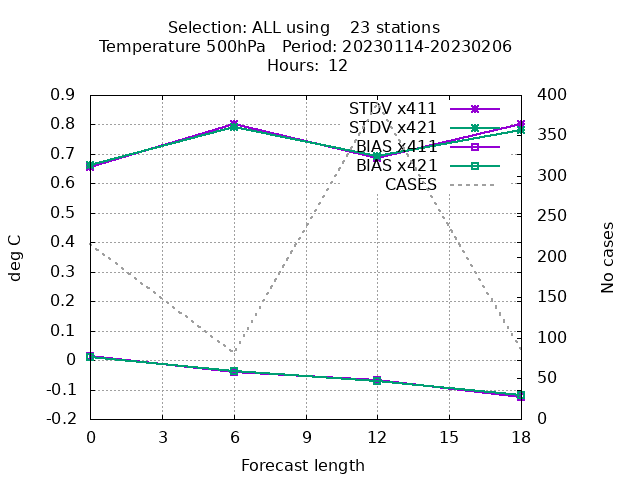 Selection: ALL using    23 stations
Temperature 500hPa   Period: 20230114-20230206
Hours:  12
STDV x411
STDV x421
BIAS x411
BIAS x421
CASES
0.9
0.8
0.7
0.6
0.5
0.4
0.3
0.2
0.1
0
-0.1
-0.2
deg C
400
350
300
250
200
150
100
50
0
No cases
0 3 6 9 12 15 18
Forecast length